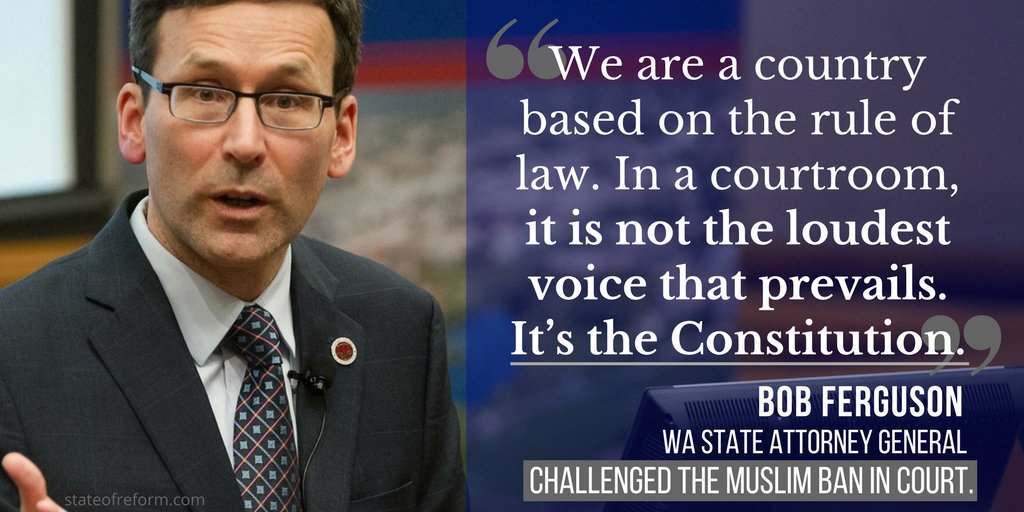 “We are a country
based on the rule of
law. In a courtroom,
it is not the loudest
voice that prevails.
It’s the Constitution.”
BOB FERGUSON
WA STATE ATTORNEY GENERAL
CHALLENGED THE MUSLIM BAN IN COURT.
stateofreform.com